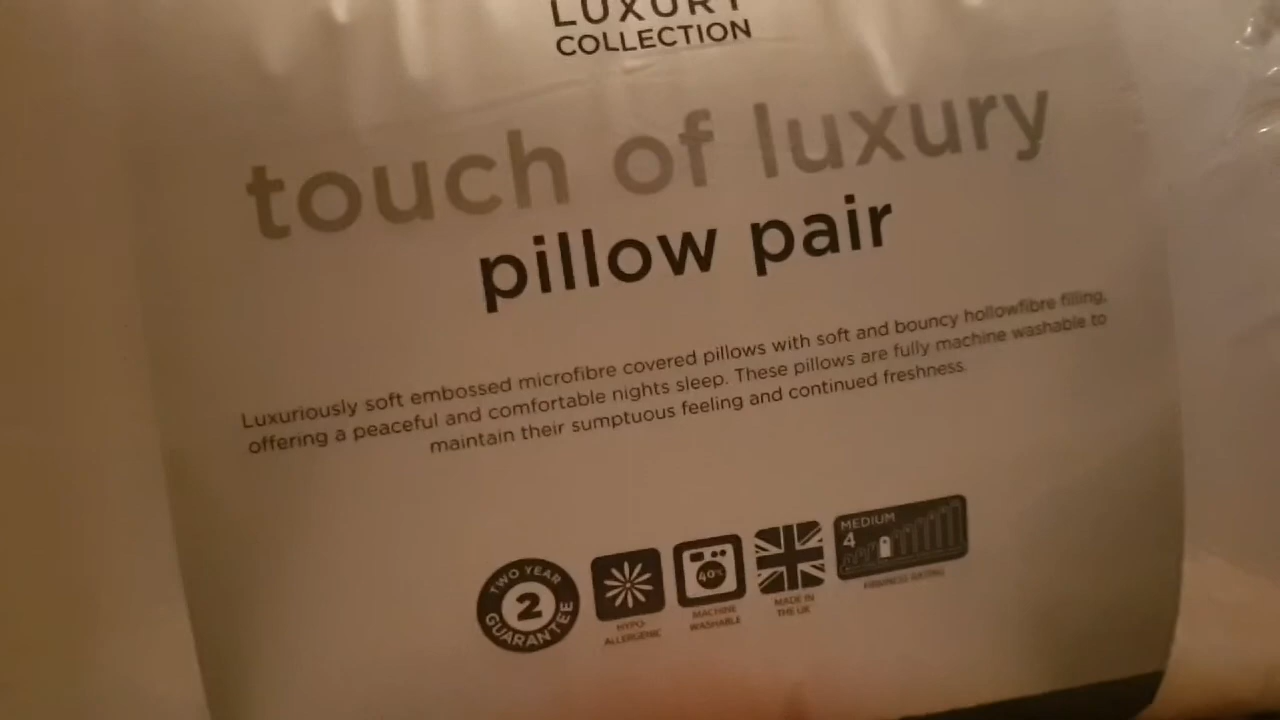 LUXURY
COLLECTION
touch of luxury
pillow pair
Luxuriously soft embossed microfibre covered pillows with soft and bouncy hollowfibre filling,
offering a peaceful and comfortable nights sleep. These pillows are fully machine washable to
maintain their sumptuous feeling and continued freshness.
TWO YEAR
2
GUARANTEE
HYPO-
ALLERGENIC
40°
MACHINE
WASHABLE
MADE IN
THE UK
MEDIUM
4
FIRMNESS RATING